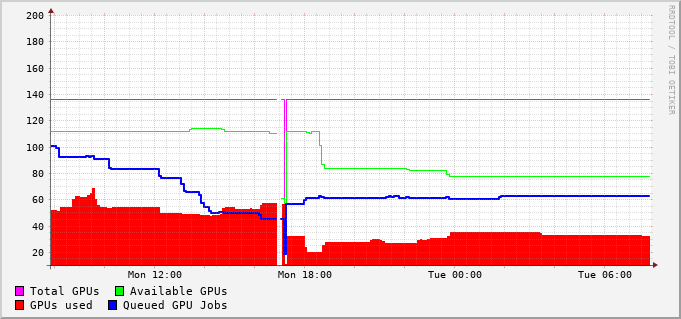 200
180
160
140
120
100
80
60
40
20
Mon 12:00 Mon 18:00 Tue 00:00 Tue 06:00
Total GPUs Available GPUs
GPUs used Queued GPU Jobs
RRDTOOL / TOBI OETIKER